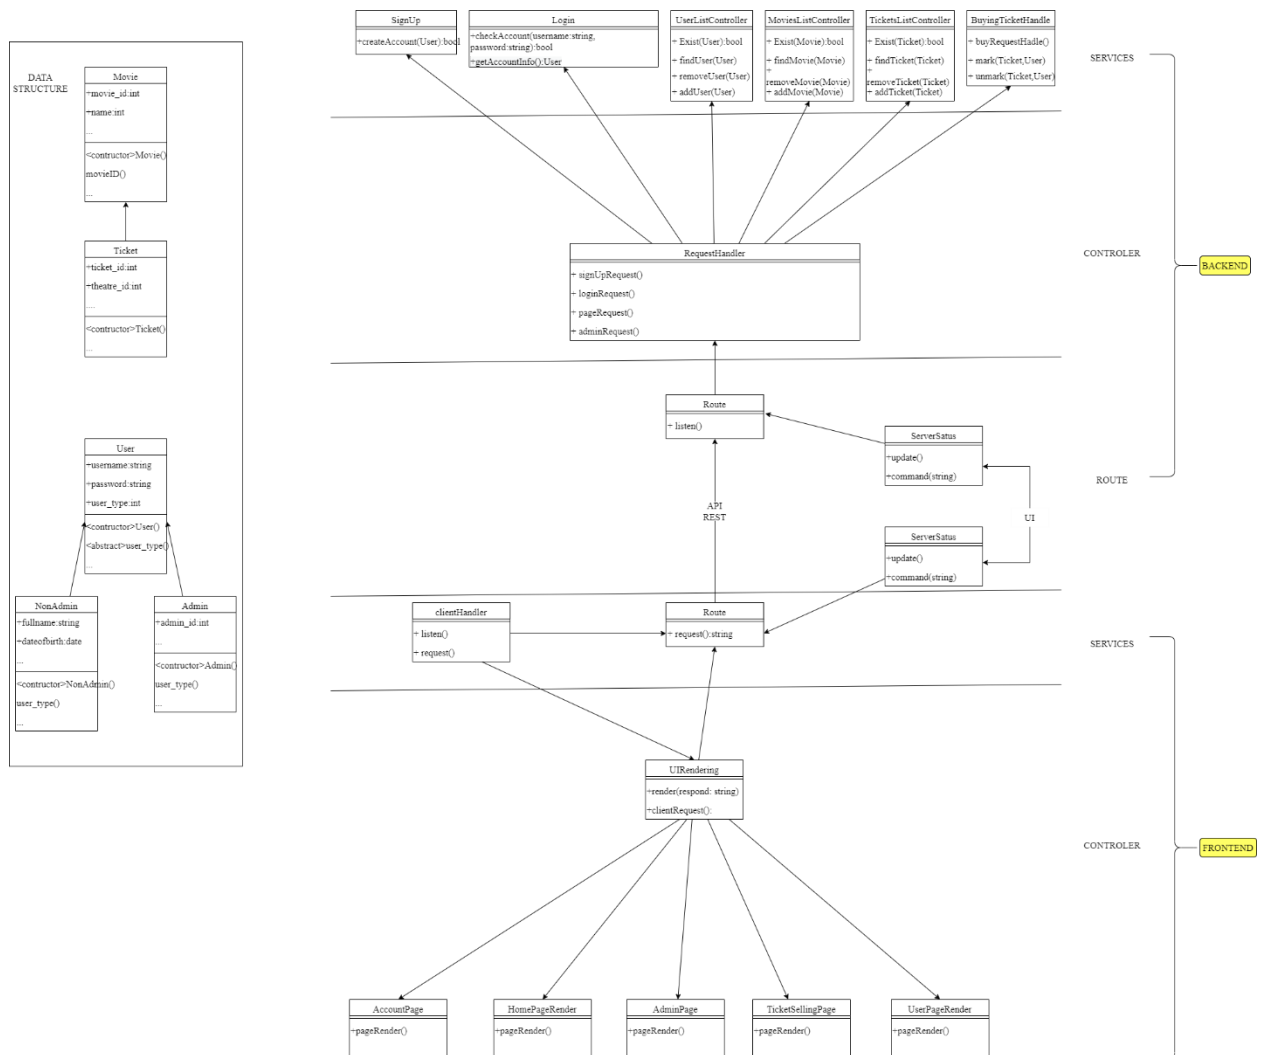 DATA
STRUCTURE
Movie
+movie_id:int
+name:int
...
<contructor>Movie()
movieID()
...
Ticket
+ticket_id:int
+theatre_id:int
....
<contructor>Ticket()
...
User
+username:string
+password:string
+user_type:int
<contructor>User()
<abstract>user_type()
...
NonAdmin
+fullname:string
+dateofbirth:date
...
<contructor>NonAdmin()
user_type()
...
Admin
+admin_id:int
...
<contructor>Admin()
user_type()
...
SignUp
+createAccount(User):bool
Login
+checkAccount(username:string,
password:string):bool
+getAccountInfo():User
UserListController
+ Exist(User):bool
+ findUser(User)
+ removeUser(User)
+ addUser(User)
MoviesListController
+ Exist(Movie):bool
+ findMovie(Movie)
+
removeMovie(Movie)
+ addMovie(Movie)
TicketsListController
+ Exist(Ticket):bool
+ findTicket(Ticket)
+
removeTicket(Ticket)
+ addTicket(Ticket)
BuyingTicketHandle
+ buyRequestHadle()
+ mark(Ticket,User)
+ unmark(Ticket,User)
SERVICES
RequestHandler
+ signUpRequest()
+ loginRequest()
+ pageRequest()
+ adminRequest()
CONTROLER
BACKEND
Route
+ listen()
ServerSatus
+update()
+command(string)
ROUTE
API
REST
UI
ServerSatus
+update()
+command(string)
clientHandler
+ listen()
+ request()
Route
+ request():string
SERVICES
UIRendering
+render(respond: string)
+clientRequest():
CONTROLER
FRONTEND
AccountPage
+pageRender()
HomePageRender
+pageRender()
AdminPage
+pageRender()
TicketSellingPage
+pageRender()
UserPageRender
+pageRender()